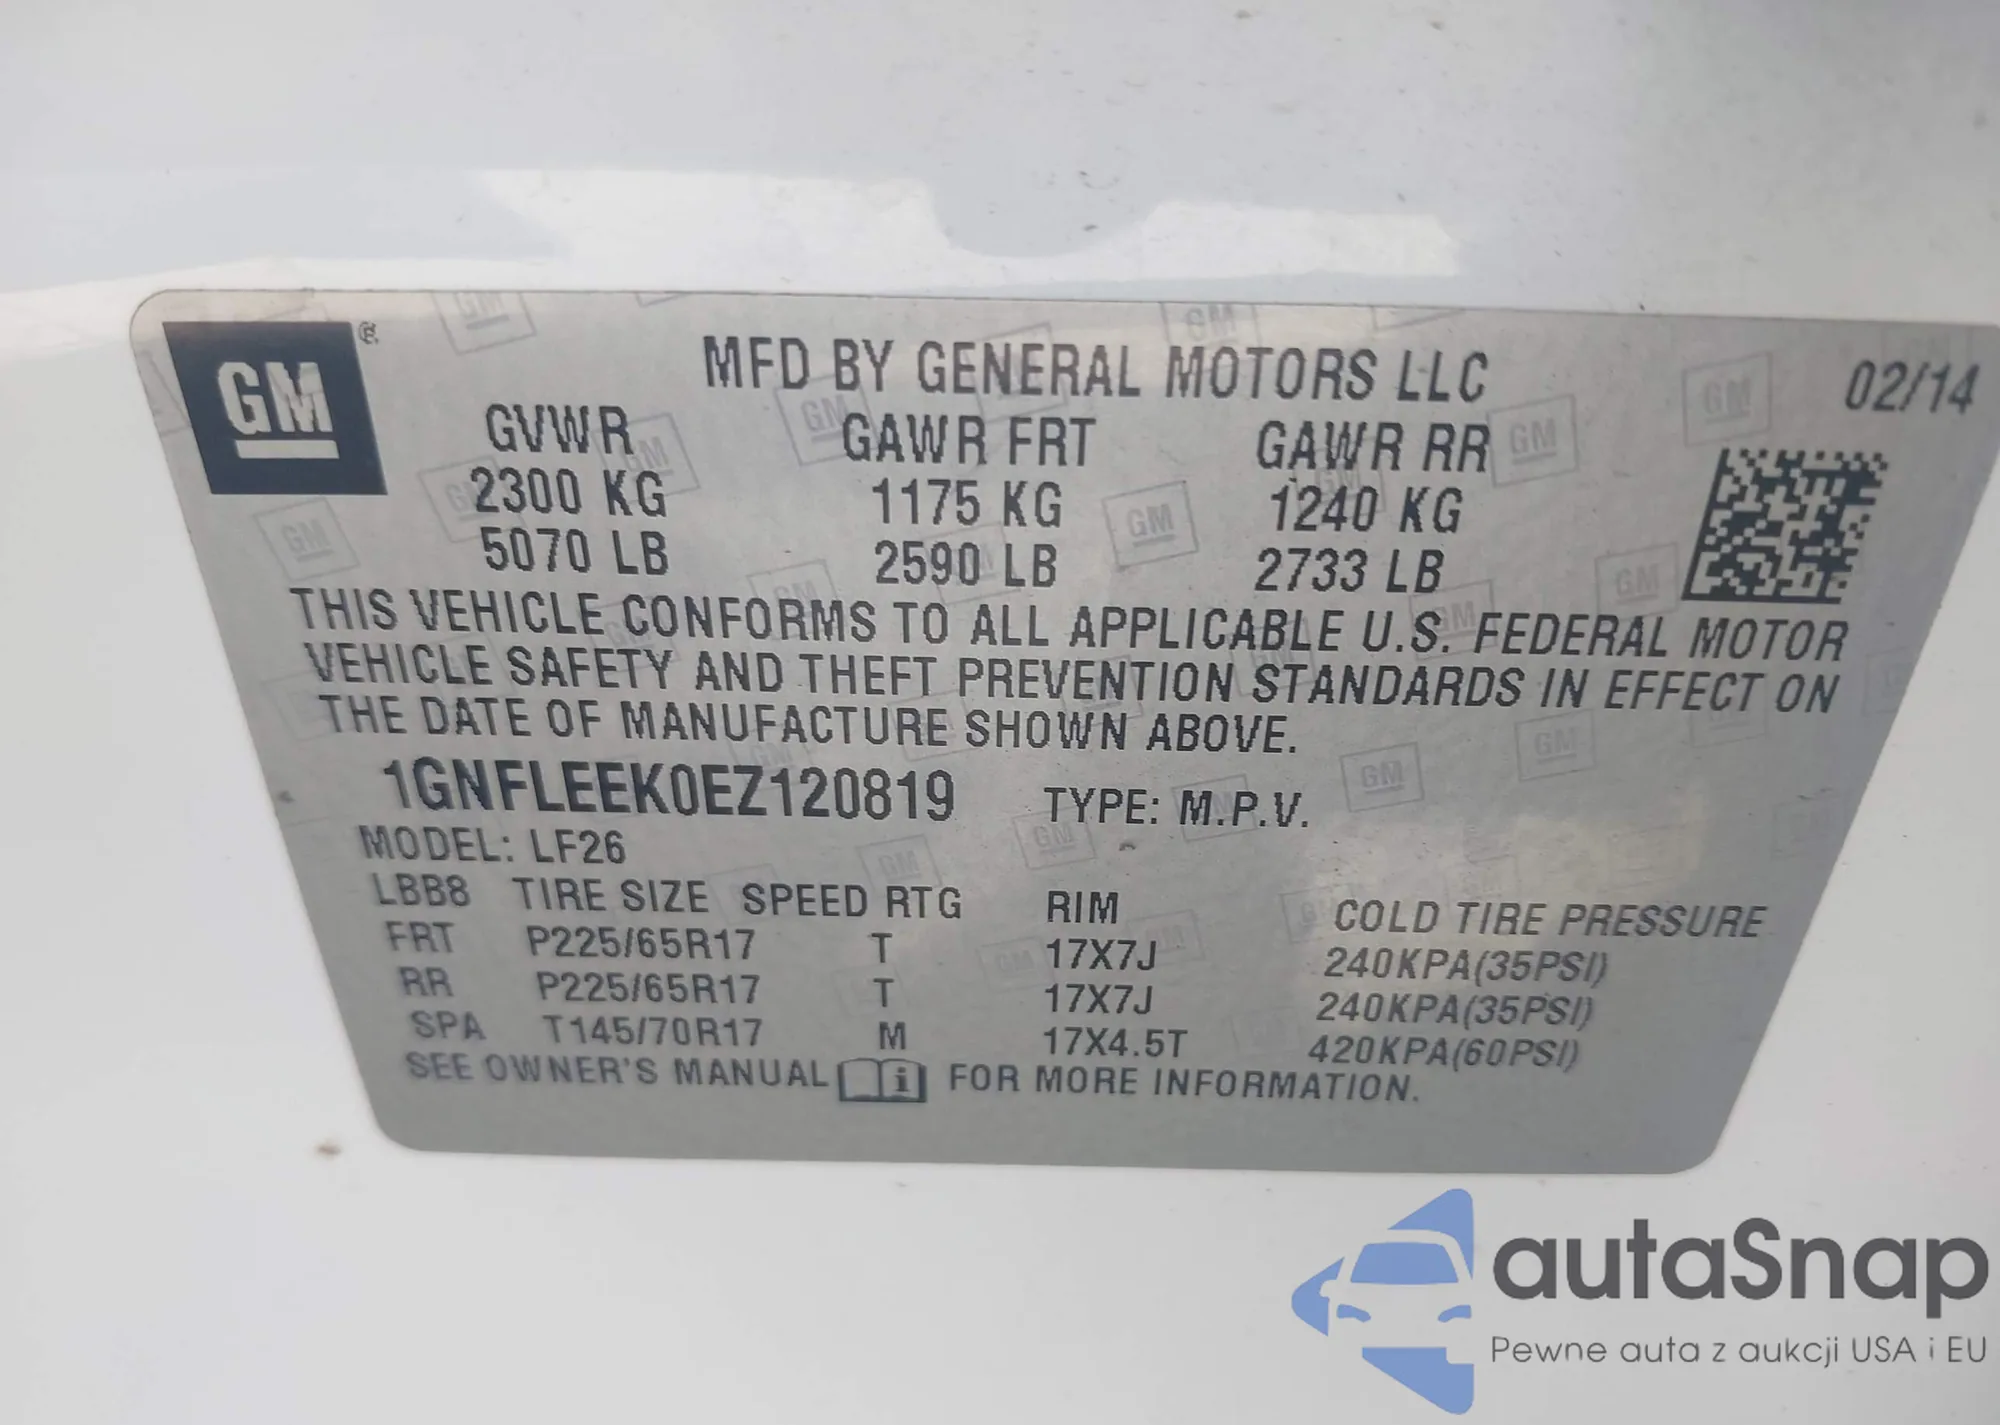 GM
MFD BY GENERAL MOTORS LLC
02/14
GVWR GAWR FRT GAWR RR
2300 KG 1175 KG 1240 KG
5070 LB 2590 LB 2733 LB
THIS VEHICLE CONFORMS TO ALL APPLICABLE U.S. FEDERAL MOTOR
VEHICLE SAFETY AND THEFT PREVENTION STANDARDS IN EFFECT ON
THE DATE OF MANUFACTURE SHOWN ABOVE.
1GNFLEEK0EZ120819 TYPE: M.P.V.
MODEL: LF26
LBB8 TIRE SIZE SPEED RTG RIM COLD TIRE PRESSURE
FRT P225/65R17 T 17X7J 240KPA(35PSI)
RR P225/65R17 T 17X7J 240KPA(35PSI)
SPA T145/70R17 M 17X4.5T 420KPA(60PSI)
SEE OWNER'S MANUAL i FOR MORE INFORMATION.
autaSnap
Pewne auta z aukcji USA i EU